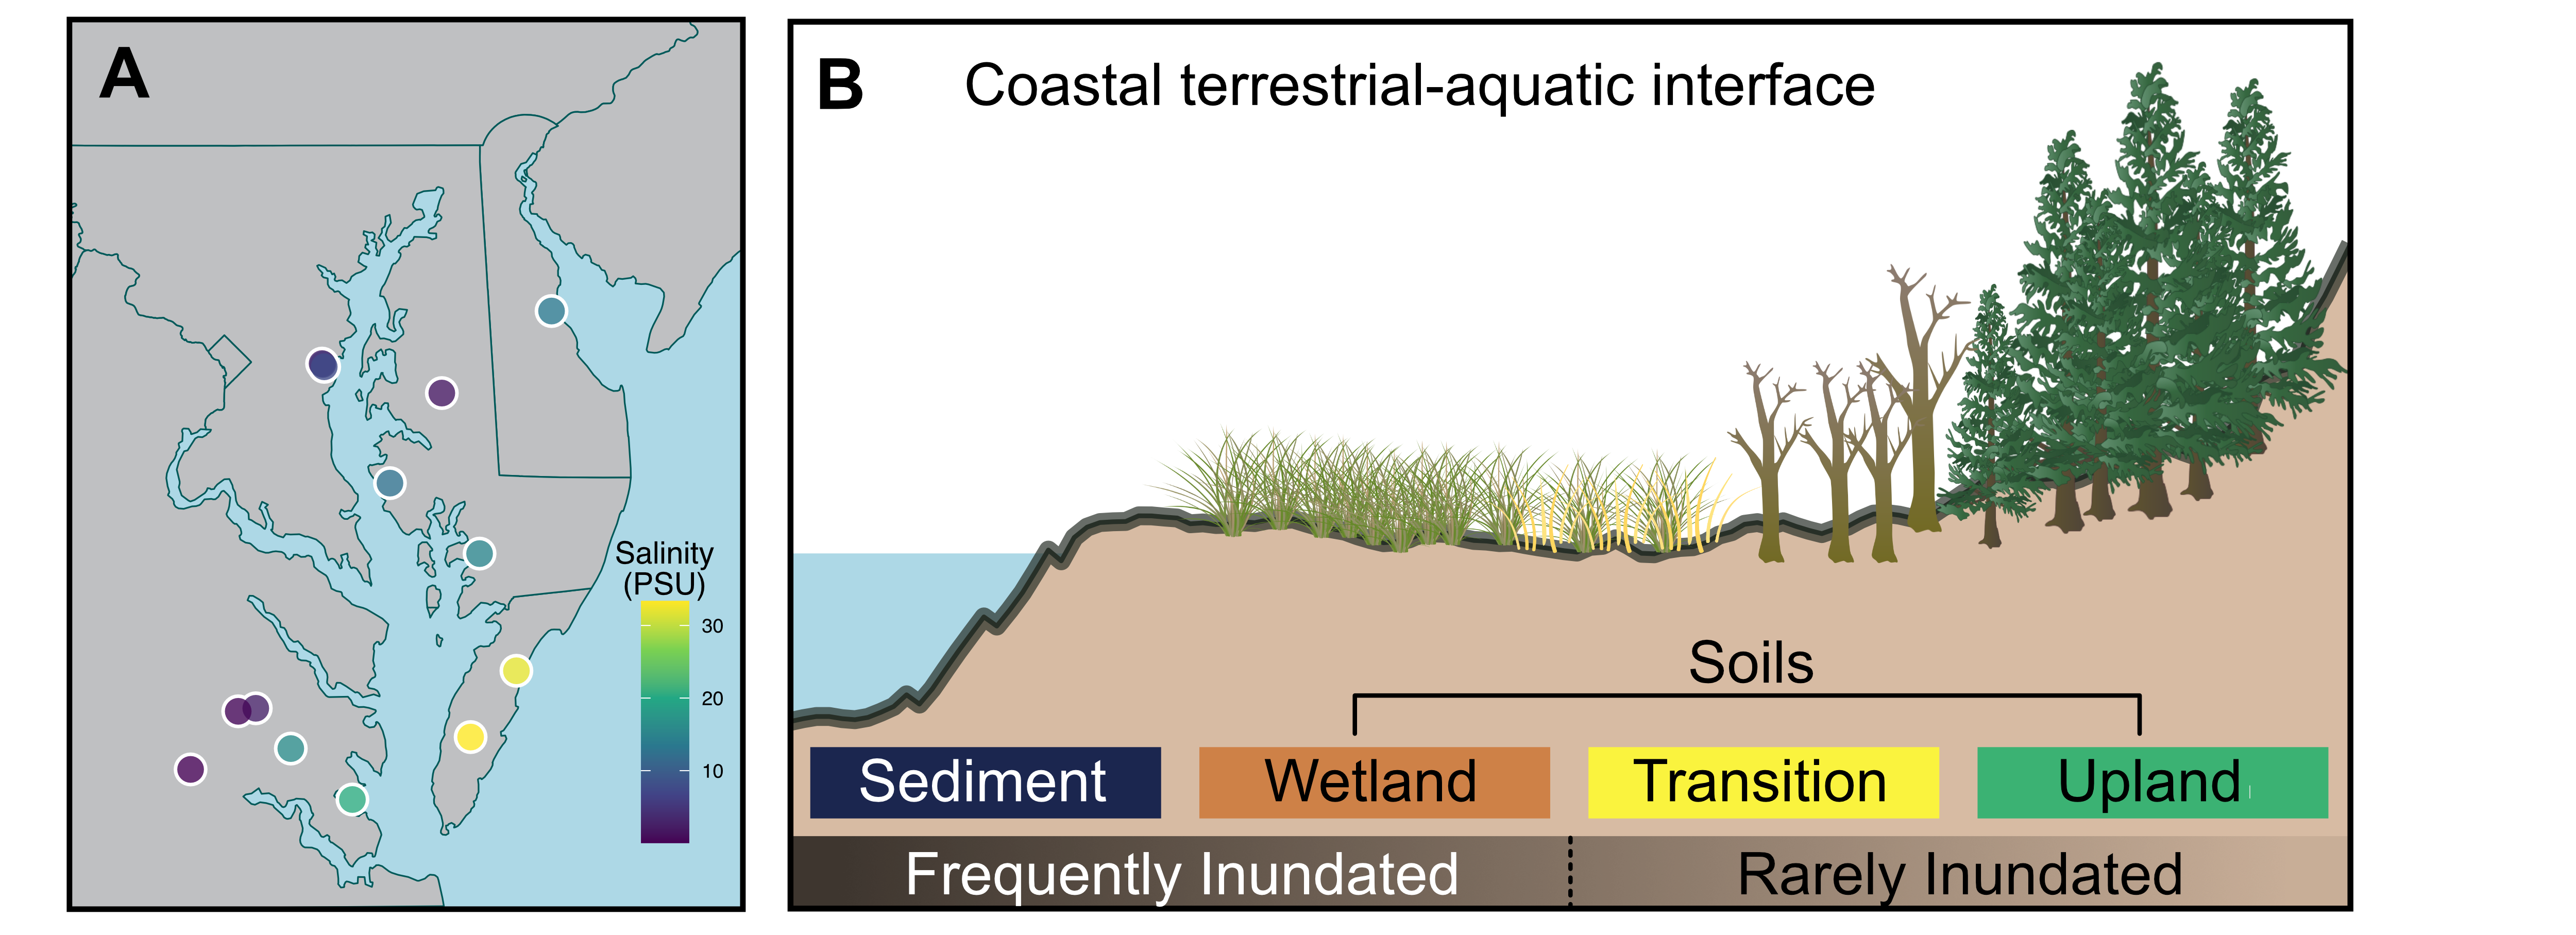 A
Salinity
(PSU)
30
20
10
B
Coastal terrestrial-aquatic interface
Soils
Sediment
Wetland
Transition
Upland
Frequently Inundated
Rarely Inundated